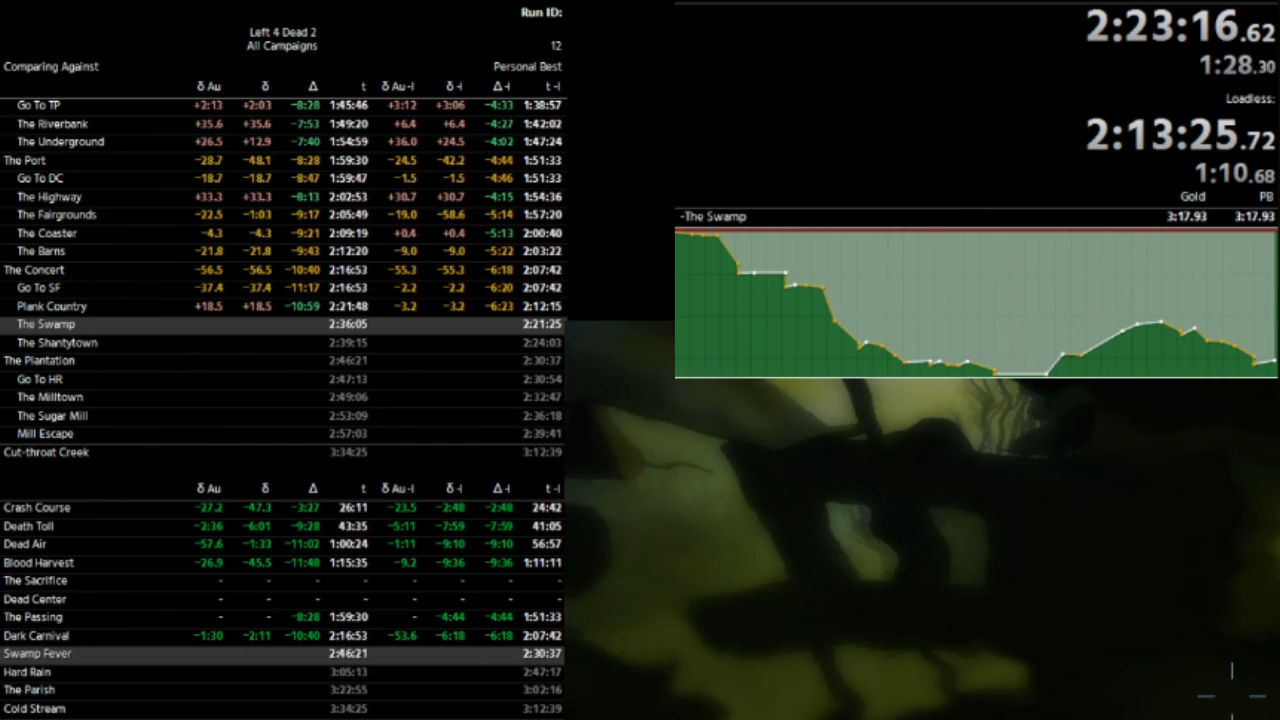 Run ID:
Left 4 Dead 2
All Campaigns
12
Comparing Against Personal Best
δ Au δ Δ t δ Au -l δ -l Δ -l t -l
Go To TP +2:13 +2:03 −8:28 1:45:46 +3:12 +3:06 −4:33 1:38:57
The Riverbank +35.6 +35.6 −7:53 1:49:20 +6.4 +6.4 −4:27 1:42:02
The Underground +26.5 +12.9 −7:40 1:54:59 +36.0 +24.5 −4:02 1:47:24
The Port −28.7 −48.1 −8:28 1:59:30 −24.5 −42.2 −4:44 1:51:33
Go To DC −18.7 −18.7 −8:47 1:59:47 −1.5 −1.5 −4:46 1:51:33
The Highway +33.3 +33.3 −8:13 2:02:53 +30.7 +30.7 −4:15 1:54:36
The Fairgrounds −22.5 −1:03 −9:17 2:05:49 −19.0 −58.6 −5:14 1:57:20
The Coaster −4.3 −4.3 −9:21 2:09:19 +0.4 +0.4 −5:13 2:00:40
The Barns −21.8 −21.8 −9:43 2:12:20 −9.0 −9.0 −5:22 2:03:22
The Concert −56.5 −56.5 −10:40 2:16:53 −55.3 −55.3 −6:18 2:07:42
Go To SF −37.4 −37.4 −11:17 2:16:53 −2.2 −2.2 −6:20 2:07:42
Plank Country +18.5 +18.5 −10:59 2:21:48 −3.2 −3.2 −6:23 2:12:15
The Swamp 2:36:05 2:21:25
The Shantytown 2:39:15 2:24:03
The Plantation 2:46:21 2:30:37
Go To HR 2:47:13 2:30:54
The Milltown 2:49:06 2:32:47
The Sugar Mill 2:53:09 2:36:18
Mill Escape 2:57:03 2:39:41
Cut-throat Creek 3:34:25 3:12:39
δ Au δ Δ t δ Au -l δ -l Δ -l t -l
Crash Course −27.2 −47.3 −3:27 26:11 −23.5 −2:48 −2:48 24:42
Death Toll −2:36 −6:01 −9:28 43:35 −5:11 −7:59 −7:59 41:05
Dead Air −57.6 −1:33 −11:02 1:00:24 −1:11 −9:10 −9:10 56:57
Blood Harvest −26.9 −45.5 −11:48 1:15:35 −9.2 −9:36 −9:36 1:11:11
The Sacrifice - - - - - - - -
Dead Center - - - - - - - -
The Passing - - −8:28 1:59:30 - −4:44 −4:44 1:51:33
Dark Carnival −1:30 −2:11 −10:40 2:16:53 −53.6 −6:18 −6:18 2:07:42
Swamp Fever 2:46:21 2:30:37
Hard Rain 3:05:13 2:47:17
The Parish 3:22:55 3:02:16
Cold Stream 3:34:25 3:12:39
2:23:16.62
1:28.30
Loadless:
2:13:25.72
1:10.68
Gold PB
-The Swamp 3:17.93 3:17.93